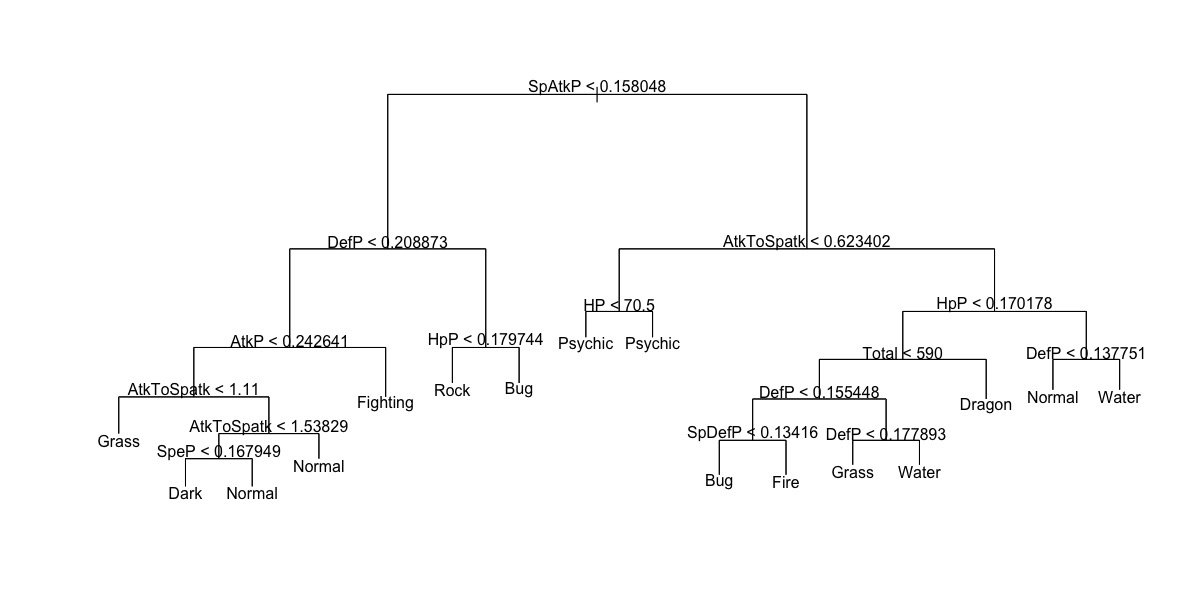 SpAtkP < 0.158048
DefP < 0.208873
AtkToSpatk < 0.623402
HP < 70.5
HpP < 0.170178
AtkP < 0.242641
HpP < 0.179744
Psychic
Psychic
Total < 590
DefP < 0.137751
AtkToSpatk < 1.11
Fighting
Rock
Bug
DefP < 0.155448
Dragon
Normal
Water
Grass
AtkToSpatk < 1.53829
SpDefP < 0.13416
DefP < 0.177893
SpeP < 0.167949
Normal
Bug
Fire
Grass
Water
Dark
Normal